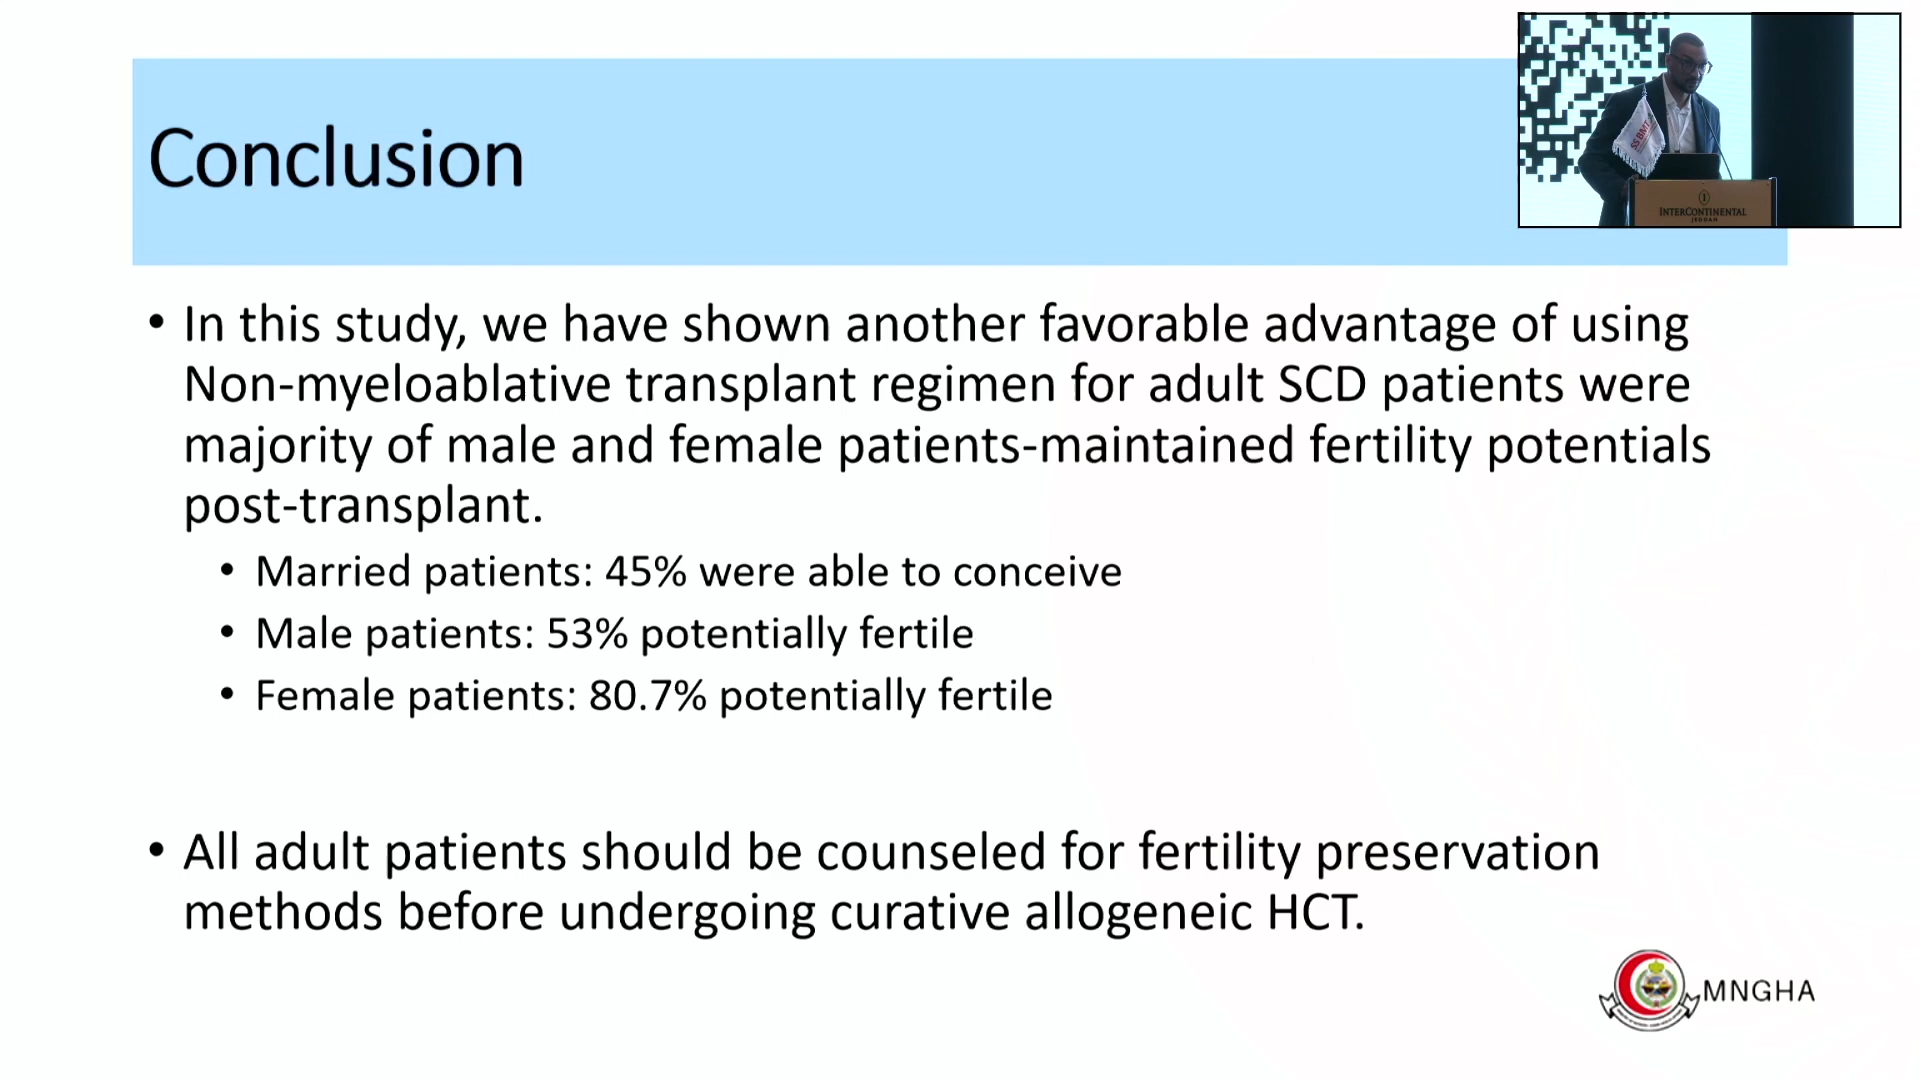 Conclusion
SS BMT
INTERCONTINENTAL
JEDDAH
• In this study, we have shown another favorable advantage of using
Non-myeloablative transplant regimen for adult SCD patients were
majority of male and female patients-maintained fertility potentials
post-transplant.
• Married patients: 45% were able to conceive
• Male patients: 53% potentially fertile
• Female patients: 80.7% potentially fertile
• All adult patients should be counseled for fertility preservation
methods before undergoing curative allogeneic HCT.
MNGHA